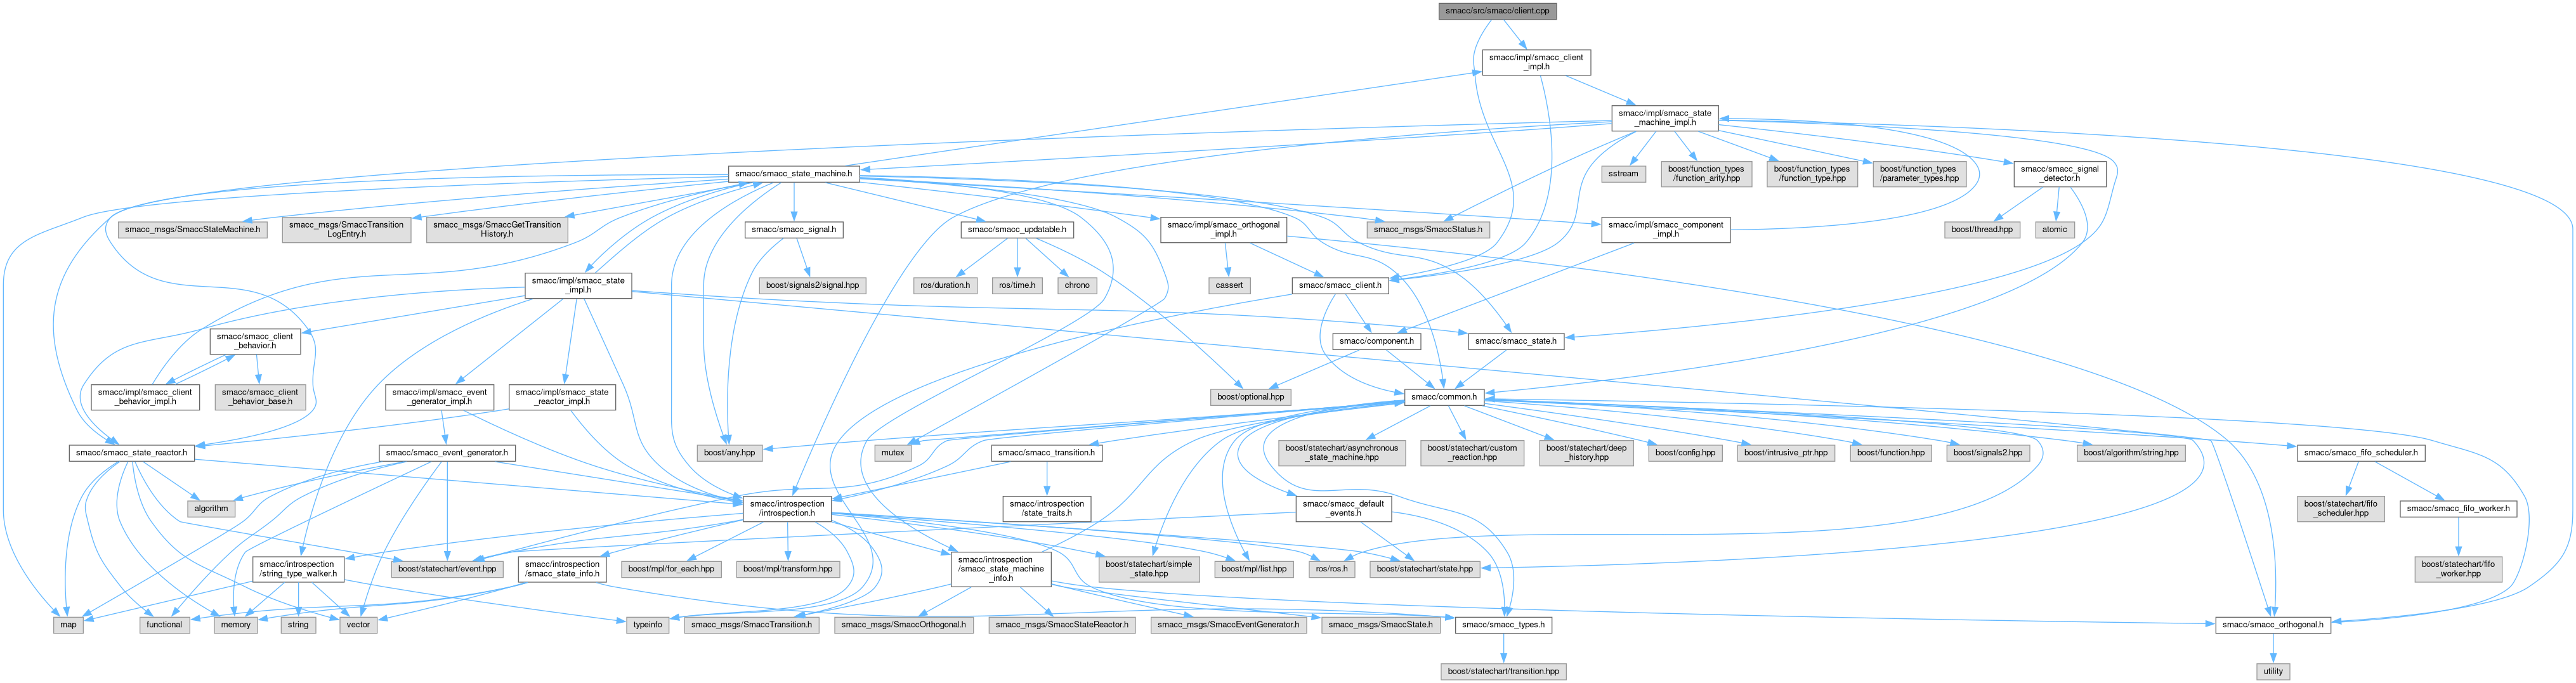 smacc/src/smacc/client.cpp
smacc/impl/smacc_client
_impl.h
smacc/impl/smacc_state
_machine_impl.h
smacc/smacc_state_machine.h
sstream
boost/function_types
/function_arity.hpp
boost/function_types
/function_type.hpp
boost/function_types
/parameter_types.hpp
smacc/smacc_signal
_detector.h
smacc_msgs/SmaccStateMachine.h
smacc_msgs/SmaccTransition
LogEntry.h
smacc_msgs/SmaccGetTransition
History.h
smacc/smacc_signal.h
smacc/smacc_updatable.h
smacc/impl/smacc_orthogonal
_impl.h
smacc_msgs/SmaccStatus.h
smacc/impl/smacc_component
_impl.h
boost/thread.hpp
atomic
smacc/impl/smacc_state
_impl.h
boost/signals2/signal.hpp
ros/duration.h
ros/time.h
chrono
cassert
smacc/smacc_client.h
smacc/smacc_client
_behavior.h
smacc/component.h
smacc/smacc_state.h
smacc/impl/smacc_client
_behavior_impl.h
smacc/smacc_client
_behavior_base.h
smacc/impl/smacc_event
_generator_impl.h
smacc/impl/smacc_state
_reactor_impl.h
boost/optional.hpp
smacc/common.h
smacc/smacc_state_reactor.h
smacc/smacc_event_generator.h
boost/any.hpp
mutex
smacc/smacc_transition.h
boost/statechart/asynchronous
_state_machine.hpp
boost/statechart/custom
_reaction.hpp
boost/statechart/deep
_history.hpp
boost/config.hpp
boost/intrusive_ptr.hpp
boost/function.hpp
boost/signals2.hpp
boost/algorithm/string.hpp
smacc/smacc_fifo_scheduler.h
algorithm
smacc/introspection
/introspection.h
smacc/introspection
/state_traits.h
smacc/smacc_default
_events.h
boost/statechart/fifo
_scheduler.hpp
smacc/smacc_fifo_worker.h
smacc/introspection
/string_type_walker.h
boost/statechart/event.hpp
smacc/introspection
/smacc_state_info.h
boost/mpl/for_each.hpp
boost/mpl/transform.hpp
smacc/introspection
/smacc_state_machine
_info.h
boost/statechart/simple
_state.hpp
boost/mpl/list.hpp
ros/ros.h
boost/statechart/state.hpp
boost/statechart/fifo
_worker.hpp
map
functional
memory
string
vector
typeinfo
smacc_msgs/SmaccTransition.h
smacc_msgs/SmaccOrthogonal.h
smacc_msgs/SmaccStateReactor.h
smacc_msgs/SmaccEventGenerator.h
smacc_msgs/SmaccState.h
smacc/smacc_types.h
smacc/smacc_orthogonal.h
boost/statechart/transition.hpp
utility